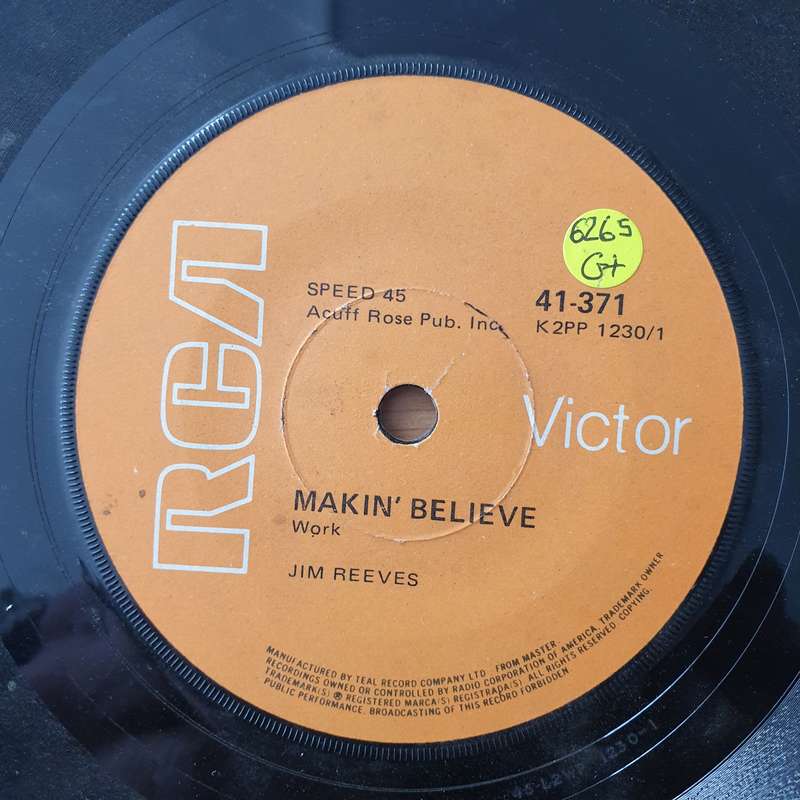 6265
G+
SPEED 45
Acuff Rose Pub. Inc.
41-371
K2PP 1230/1
RCA
Victor
MAKIN' BELIEVE
Work
JIM REEVES
MANUFACTURED BY TEAL RECORD COMPANY LTD. FROM MASTER
RECORDINGS OWNED OR CONTROLLED BY RADIO CORPORATION OF AMERICA, TRADEMARK OWNER
TRADEMARK(S) ® REGISTERED MARCA(S) REGISTRADA(S) ALL RIGHTS RESERVED COPYING,
PUBLIC PERFORMANCE, BROADCASTING OF THIS RECORD FORBIDDEN
1230-1